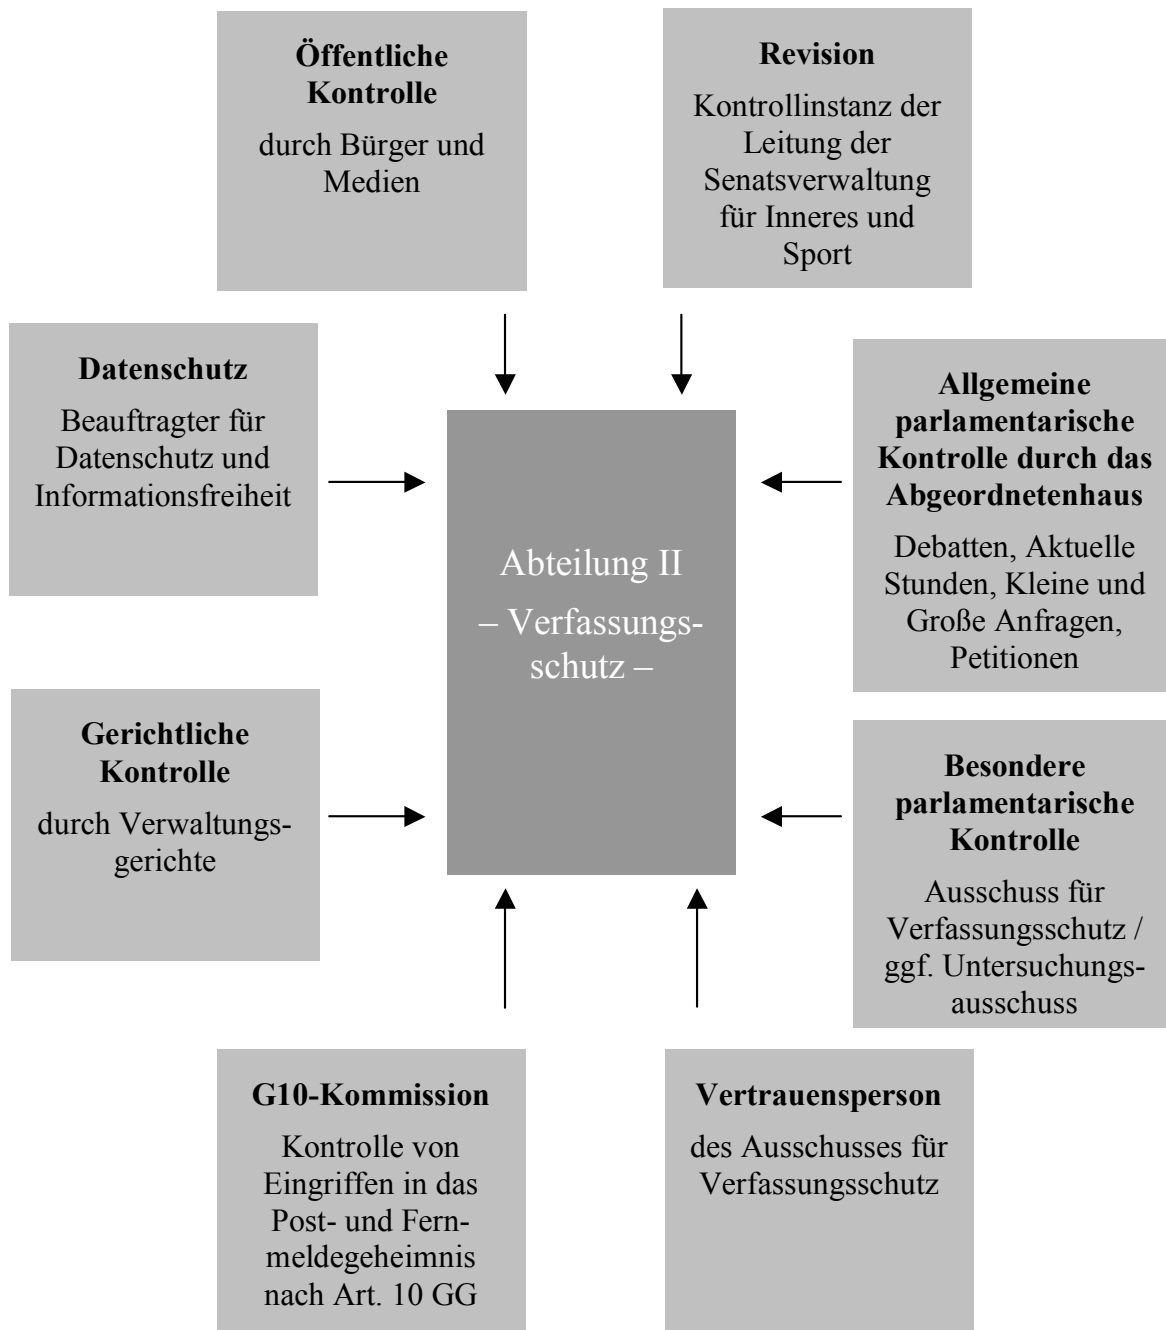 Öffentliche
Kontrolle
durch Bürger und
Medien
Revision
Kontrollinstanz der
Leitung der
Senatsverwaltung
für Inneres und
Sport
Datenschutz
Beauftragter für
Datenschutz und
Informationsfreiheit
Allgemeine
parlamentarische
Kontrolle durch das
Abgeordnetenhaus
Debatten, Aktuelle
Stunden, Kleine und
Große Anfragen,
Petitionen
Abteilung II
– Verfassungs-
schutz –
Gerichtliche
Kontrolle
durch Verwaltungs-
gerichte
Besondere
parlamentarische
Kontrolle
Ausschuss für
Verfassungsschutz /
ggf. Untersuchungs-
ausschuss
G10-Kommission
Kontrolle von
Eingriffen in das
Post- und Fern-
meldegeheimnis
nach Art. 10 GG
Vertrauensperson
des Ausschusses für
Verfassungsschutz